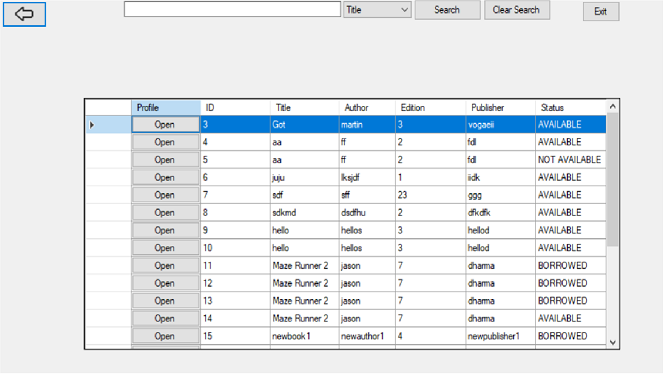 Title Search Clear Search Exit
Profile ID Title Author Edition Publisher Status
Open 3 Got martin 3 vogaeii AVAILABLE
Open 4 aa ff 2 fdl AVAILABLE
Open 5 aa ff 2 fdl NOT AVAILABLE
Open 6 juju lksjdf 1 iidk AVAILABLE
Open 7 sdf sff 23 ggg AVAILABLE
Open 8 sdkmd dsdfhu 2 dfkdfk AVAILABLE
Open 9 hello hellos 3 hellod AVAILABLE
Open 10 hello hellos 3 hellod AVAILABLE
Open 11 Maze Runner 2 jason 7 dharma BORROWED
Open 12 Maze Runner 2 jason 7 dharma BORROWED
Open 13 Maze Runner 2 jason 7 dharma BORROWED
Open 14 Maze Runner 2 jason 7 dharma AVAILABLE
Open 15 newbook1 newauthor1 4 newpublisher1 BORROWED